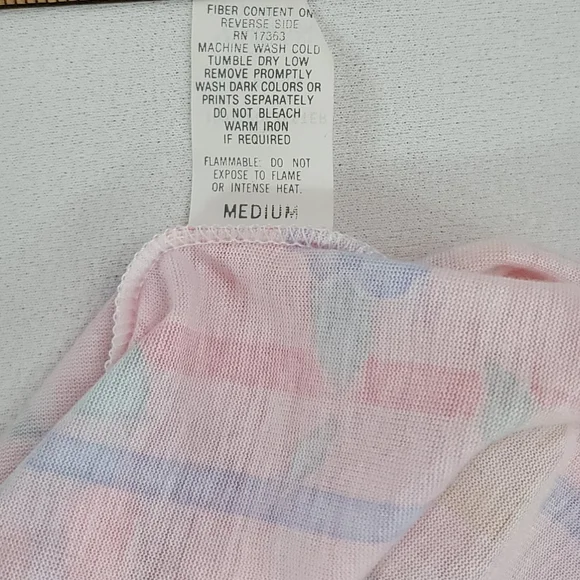 FIBER CONTENT ON
REVERSE SIDE
RN 17363
MACHINE WASH COLD
TUMBLE DRY LOW
REMOVE PROMPTLY
WASH DARK COLORS OR
PRINTS SEPARATELY
DO NOT BLEACH
WARM IRON
IF REQUIRED
FLAMMABLE: DO NOT
EXPOSE TO FLAME
OR INTENSE HEAT.
MEDIUM